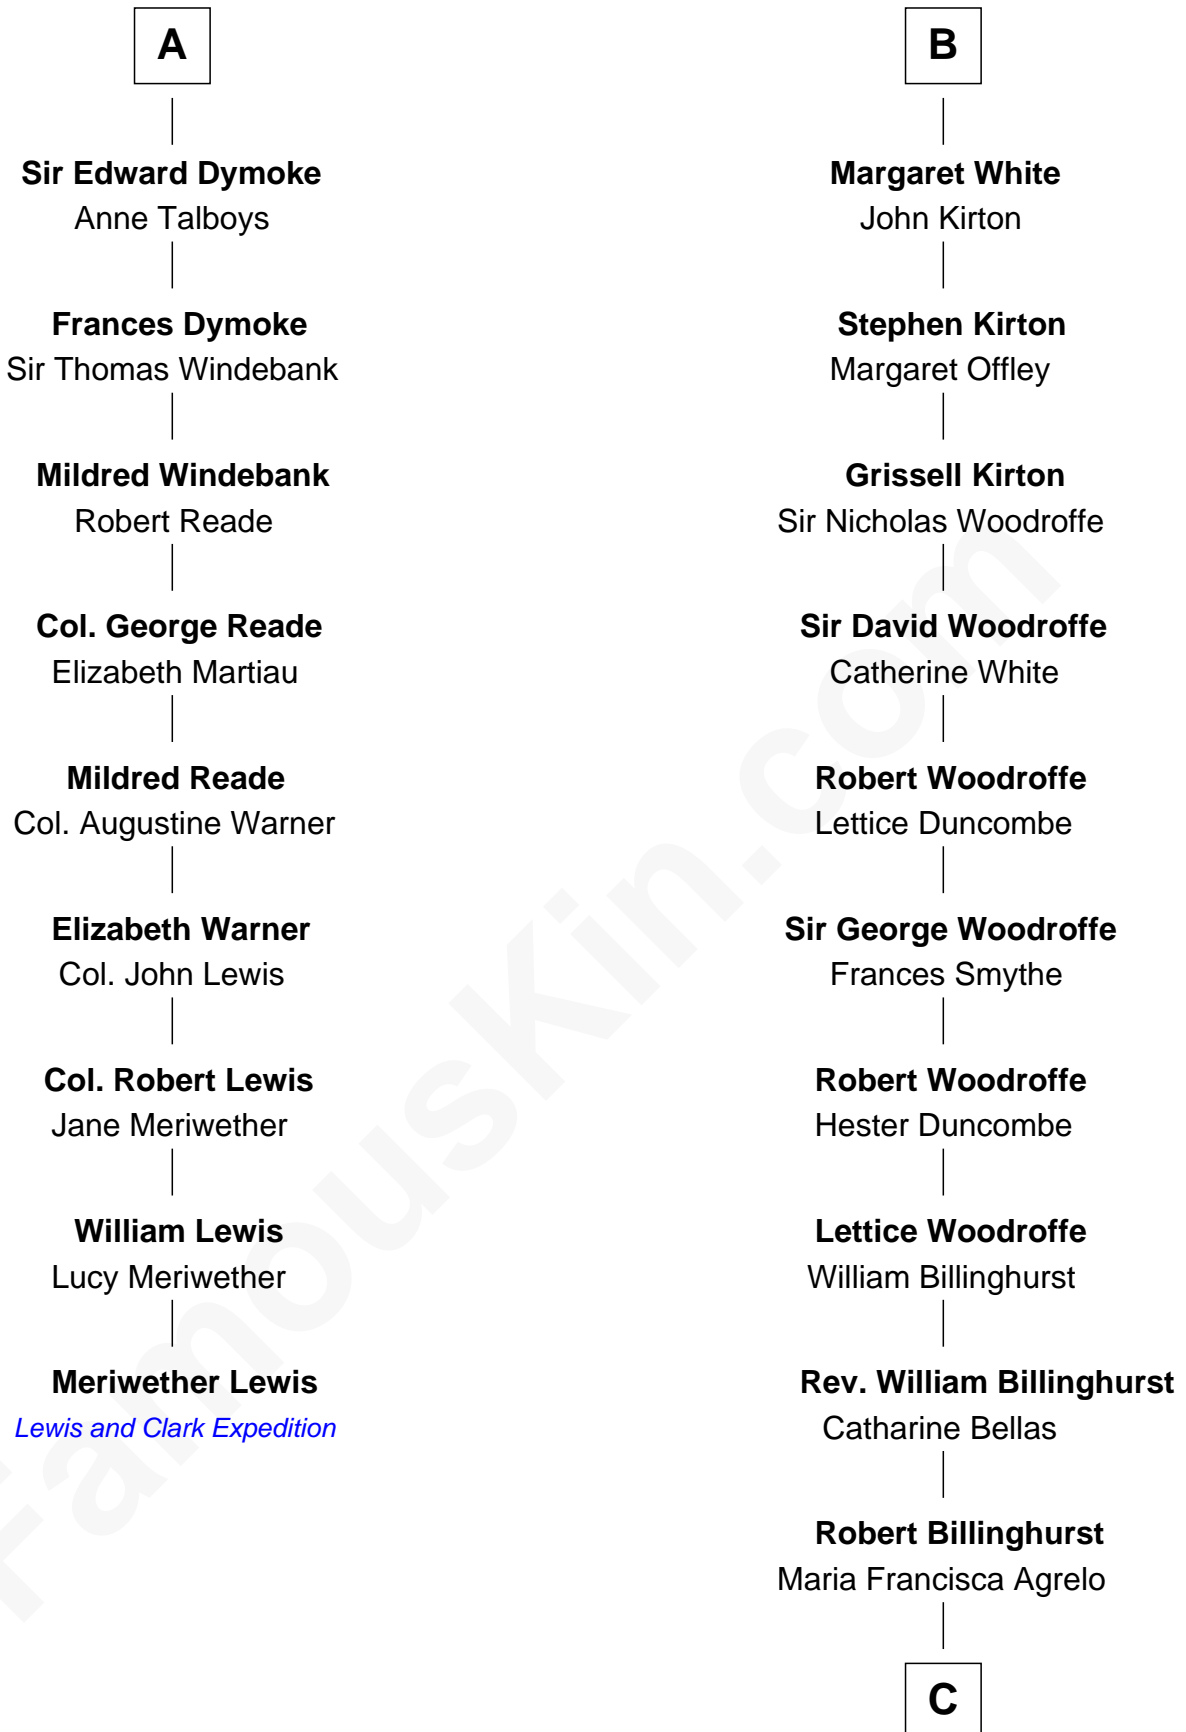 A
Sir Edward Dymoke
Anne Talboys
Frances Dymoke
Sir Thomas Windebank
Mildred Windebank
Robert Reade
Col. George Reade
Elizabeth Martiau
Mildred Reade
Col. Augustine Warner
Elizabeth Warner
Col. John Lewis
Col. Robert Lewis
Jane Meriwether
William Lewis
Lucy Meriwether
Meriwether Lewis
Lewis and Clark Expedition
B
Margaret White
John Kirton
Stephen Kirton
Margaret Offley
Grissell Kirton
Sir Nicholas Woodroffe
Sir David Woodroffe
Catherine White
Robert Woodroffe
Lettice Duncombe
Sir George Woodroffe
Frances Smythe
Robert Woodroffe
Hester Duncombe
Lettice Woodroffe
William Billinghurst
Rev. William Billinghurst
Catharine Bellas
Robert Billinghurst
Maria Francisca Agrelo
C
FamousKin.com